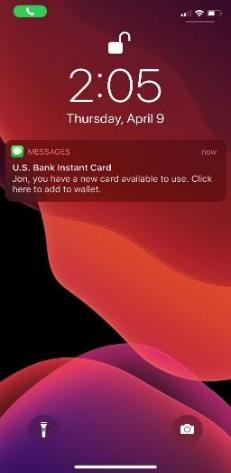 2:05
Thursday, April 9
MESSAGES now
U.S. Bank Instant Card
Jon, you have a new card available to use. Click
here to add to wallet.